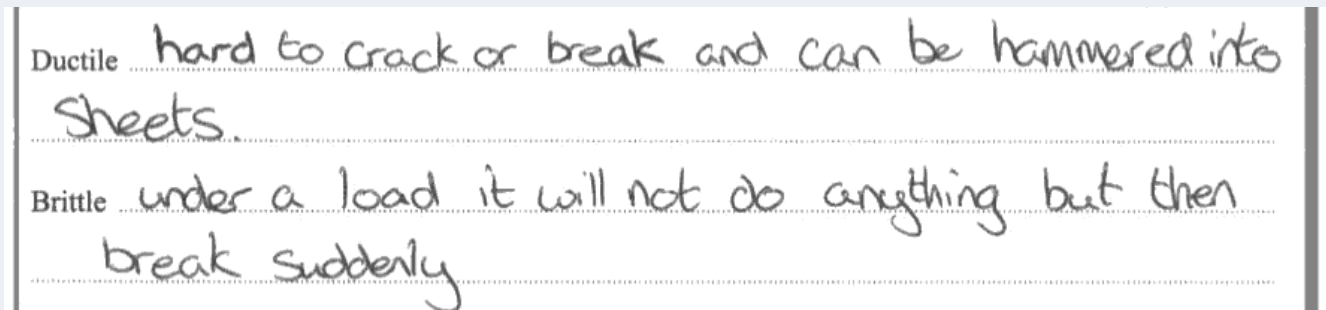 Ductile hard to crack or break and can be hammered into
sheets.
Brittle under a load it will not do anything but then
break suddenly